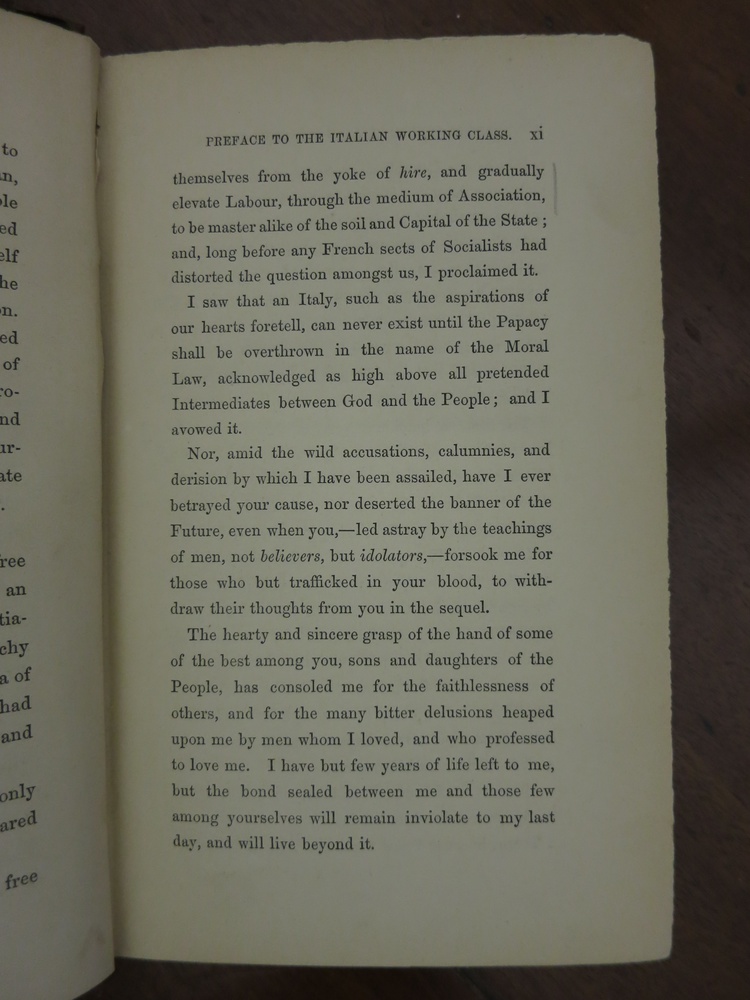 to
n,
ed
elf
he
n.
ed
of
ro-
nd
ur-
ate
.
ree
an
tia-
chy
a of
had
and
only
ared
free
PREFACE TO THE ITALIAN WORKING CLASS. xi
themselves from the yoke of hire, and gradually
elevate Labour, through the medium of Association,
to be master alike of the soil and Capital of the State ;
and, long before any French sects of Socialists had
distorted the question amongst us, I proclaimed it.
I saw that an Italy, such as the aspirations of
our hearts foretell, can never exist until the Papacy
shall be overthrown in the name of the Moral
Law, acknowledged as high above all pretended
Intermediates between God and the People ; and I
avowed it.
Nor, amid the wild accusations, calumnies, and
derision by which I have been assailed, have I ever
betrayed your cause, nor deserted the banner of the
Future, even when you,—led astray by the teachings
of men, not believers, but idolators,—forsook me for
those who but trafficked in your blood, to with-
draw their thoughts from you in the sequel.
The hearty and sincere grasp of the hand of some
of the best among you, sons and daughters of the
People, has consoled me for the faithlessness of
others, and for the many bitter delusions heaped
upon me by men whom I loved, and who professed
to love me. I have but few years of life left to me,
but the bond sealed between me and those few
among yourselves will remain inviolate to my last
day, and will live beyond it.